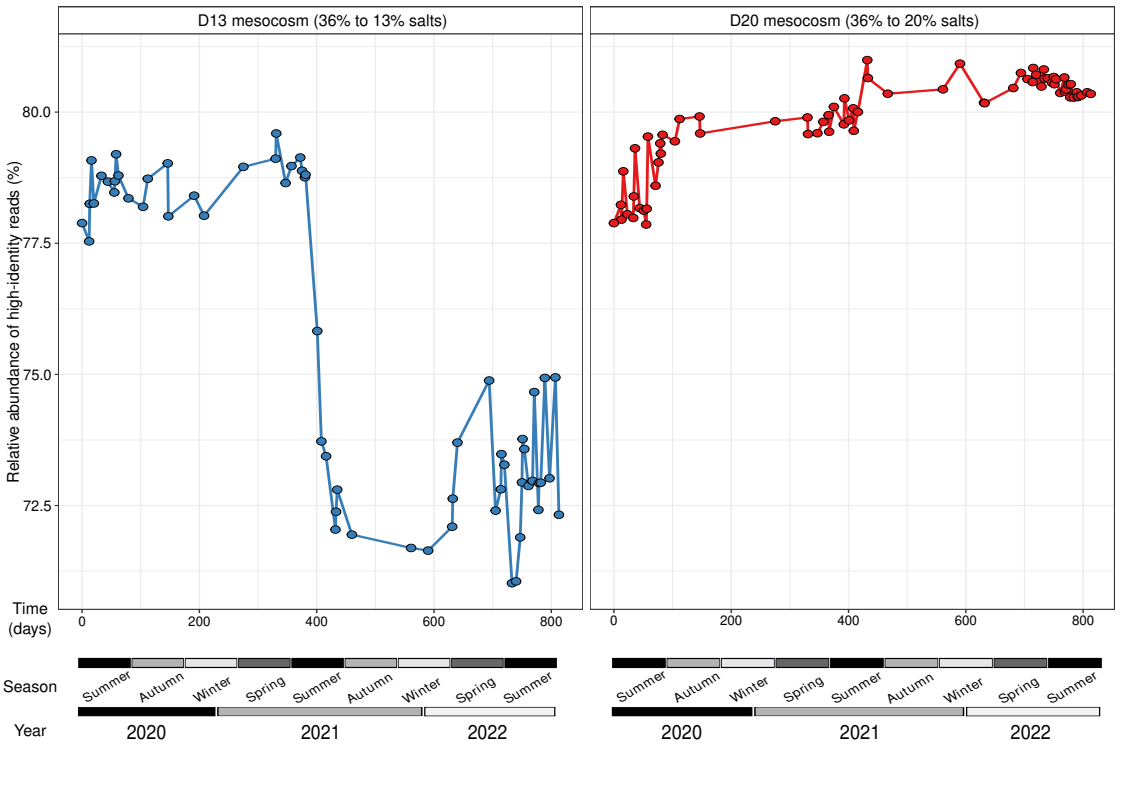 D13 mesocosm (36% to 13% salts)
D20 mesocosm (36% to 20% salts)
Relative abundance of high-identity reads (%)
80.0
77.5
75.0
72.5
Time
(days)
0 200 400 600 800
0 200 400 600 800
Season
Summer Autumn Winter Spring Summer Autumn Winter Spring Summer
Summer Autumn Winter Spring Summer Autumn Winter Spring Summer
Year
2020 2021 2022
2020 2021 2022